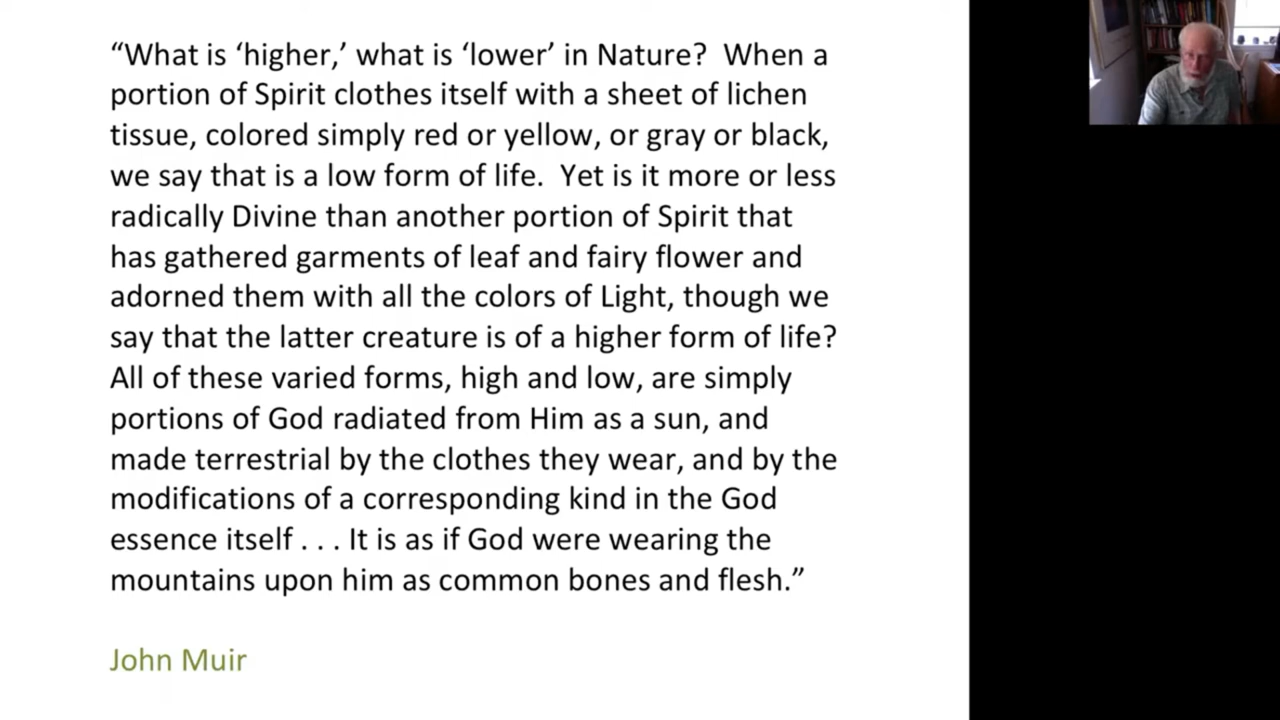 “What is ‘higher,’ what is ‘lower’ in Nature?  When a
portion of Spirit clothes itself with a sheet of lichen
tissue, colored simply red or yellow, or gray or black,
we say that is a low form of life.  Yet is it more or less
radically Divine than another portion of Spirit that
has gathered garments of leaf and fairy flower and
adorned them with all the colors of Light, though we
say that the latter creature is of a higher form of life?
All of these varied forms, high and low, are simply
portions of God radiated from Him as a sun, and
made terrestrial by the clothes they wear, and by the
modifications of a corresponding kind in the God
essence itself . . . It is as if God were wearing the
mountains upon him as common bones and flesh.”
John Muir